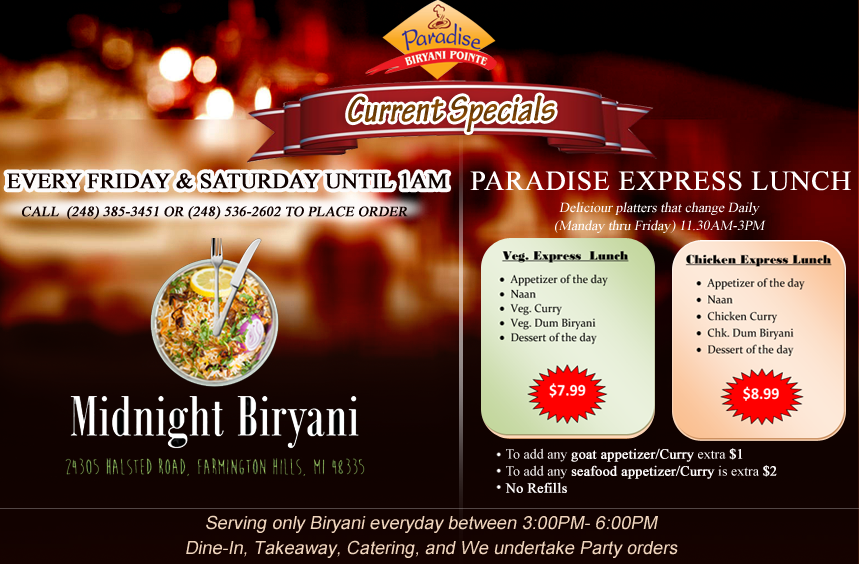 Paradise
BIRYANI POINTE
Current Specials
EVERY FRIDAY & SATURDAY UNTIL 1AM
CALL (248) 385-3451 OR (248) 536-2602 TO PLACE ORDER
Midnight Biryani
24305 HALSTED ROAD, FARMINGTON HILLS, MI 48335
PARADISE EXPRESS LUNCH
Deliciour platters that change Daily
(Manday thru Friday) 11.30AM-3PM
Veg. Express Lunch
• Appetizer of the day
• Naan
• Veg. Curry
• Veg. Dum Biryani
• Dessert of the day
$7.99
Chicken Express Lunch
• Appetizer of the day
• Naan
• Chicken Curry
• Chk. Dum Biryani
• Dessert of the day
$8.99
• To add any goat appetizer/Curry extra $1
• To add any seafood appetizer/Curry is extra $2
• No Refills
Serving only Biryani everyday between 3:00PM- 6:00PM
Dine-In, Takeaway, Catering, and We undertake Party orders